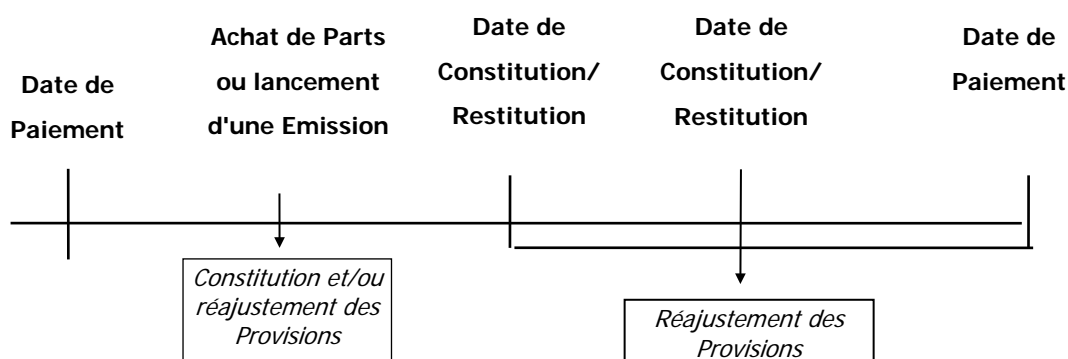 Date de
Paiement
Achat de Parts
ou lancement
d'une Emission
Date de
Constitution/
Restitution
Date de
Constitution/
Restitution
Date de
Paiement
Constitution et/ou
réajustement des
Provisions
Réajustement des
Provisions